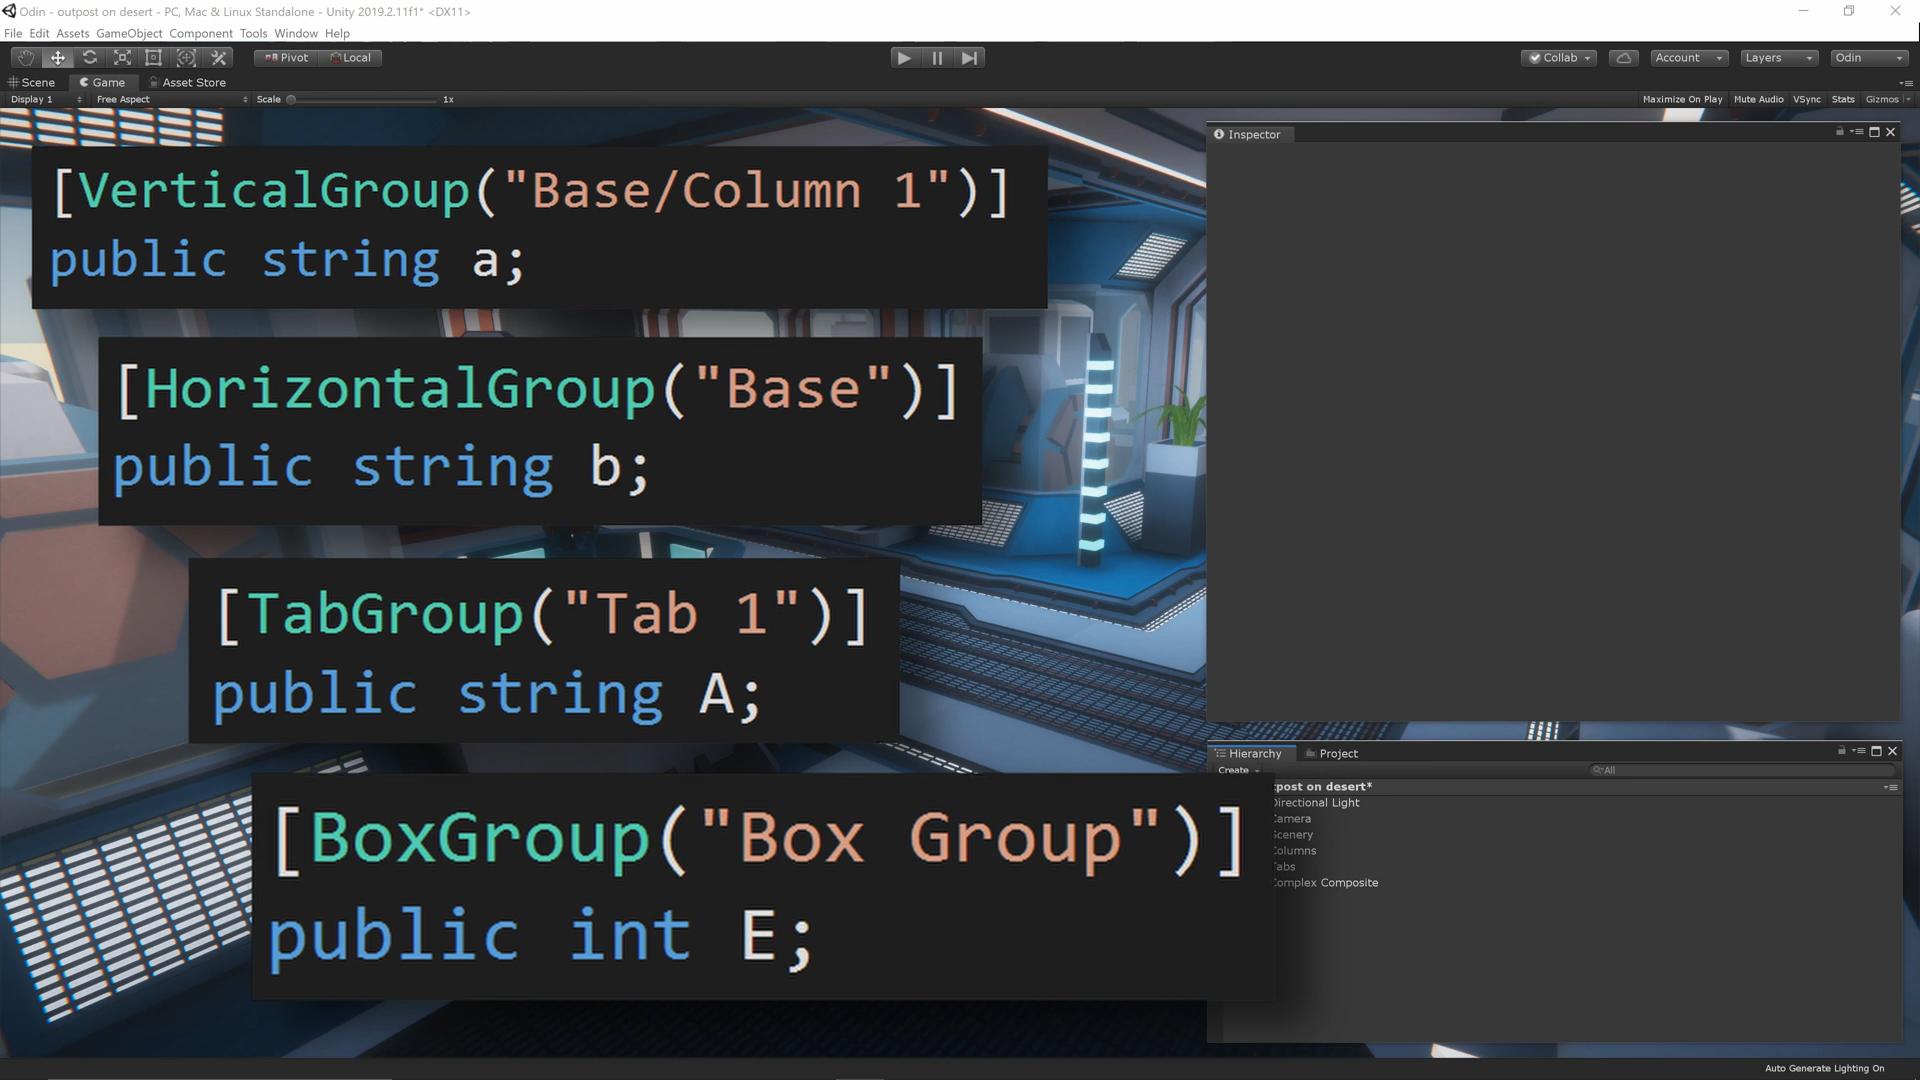 Odin - outpost on desert - PC, Mac & Linux Standalone - Unity 2019.2.11f1* <DX11>
File Edit Assets GameObject Component Tools Window Help
Pivot Local Collab Account Layers Odin
Scene Game Asset Store
Display 1 Free Aspect Scale 1x Maximize On Play Mute Audio VSync Stats Gizmos
Inspector
[VerticalGroup("Base/Column 1")]
public string a;
[HorizontalGroup("Base")]
public string b;
[TabGroup("Tab 1")]
public string A;
[BoxGroup("Box Group")]
public int E;
Hierarchy Project
Create All
tpost on desert*
Directional Light
Camera
Scenery
Columns
Tabs
Complex Composite
Auto Generate Lighting On